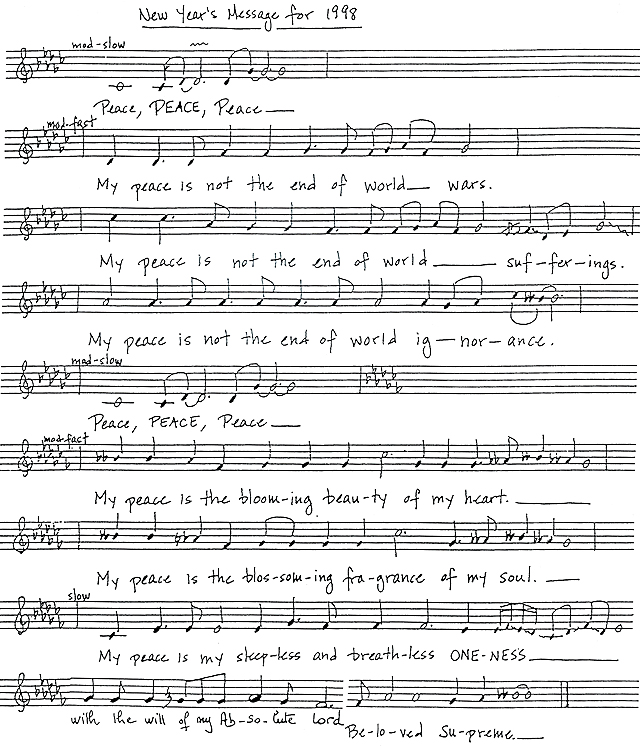 New Year's Message for 1998
mod-slow
Peace, PEACE, Peace—
mod-fast
My peace is not the end of world— wars.
My peace is not the end of world—— suf-fer-ings.
My peace is not the end of world ig-nor-ance.
mod-slow
Peace, PEACE, Peace—
mod-fast
My peace is the bloom-ing beau-ty of my heart.——
My peace is the blos-som-ing fra-grance of my soul.—
slow
My peace is my sleep-less and breath-less ONE-NESS——
with the will of my Ab-so-lute Lord
Be-lo-ved Su-preme.—